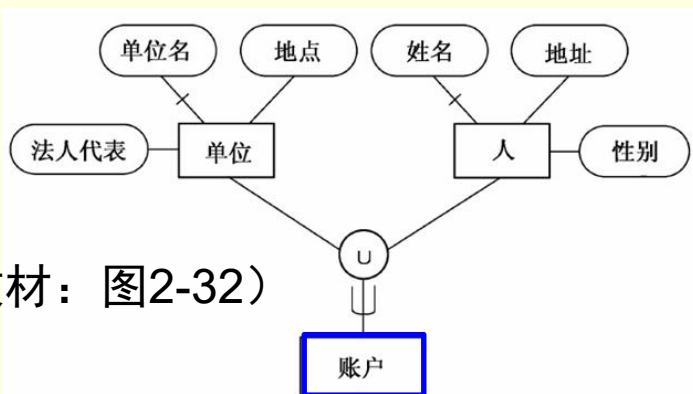 单位名 地点 姓名 地址
法人代表 单位 人 性别
U
材：图2-32）
账户